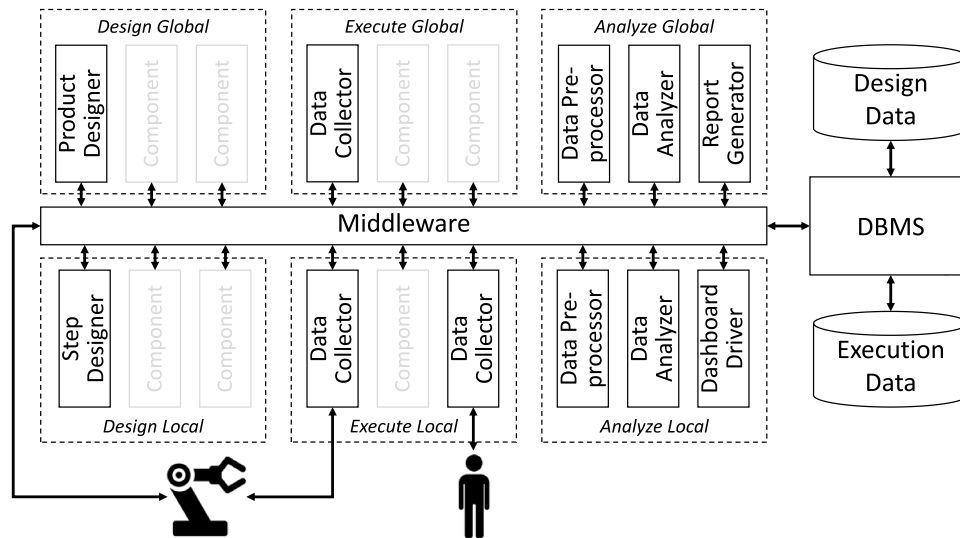 Design Global
Product
Designer
Component
Component
Execute Global
Data
Collector
Component
Component
Analyze Global
Data Pre-
processor
Data
Analyzer
Report
Generator
Design
Data
Middleware
DBMS
Step
Designer
Component
Component
Design Local
Data
Collector
Component
Data
Collector
Execute Local
Data Pre-
processor
Data
Analyzer
Dashboard
Driver
Analyze Local
Execution
Data